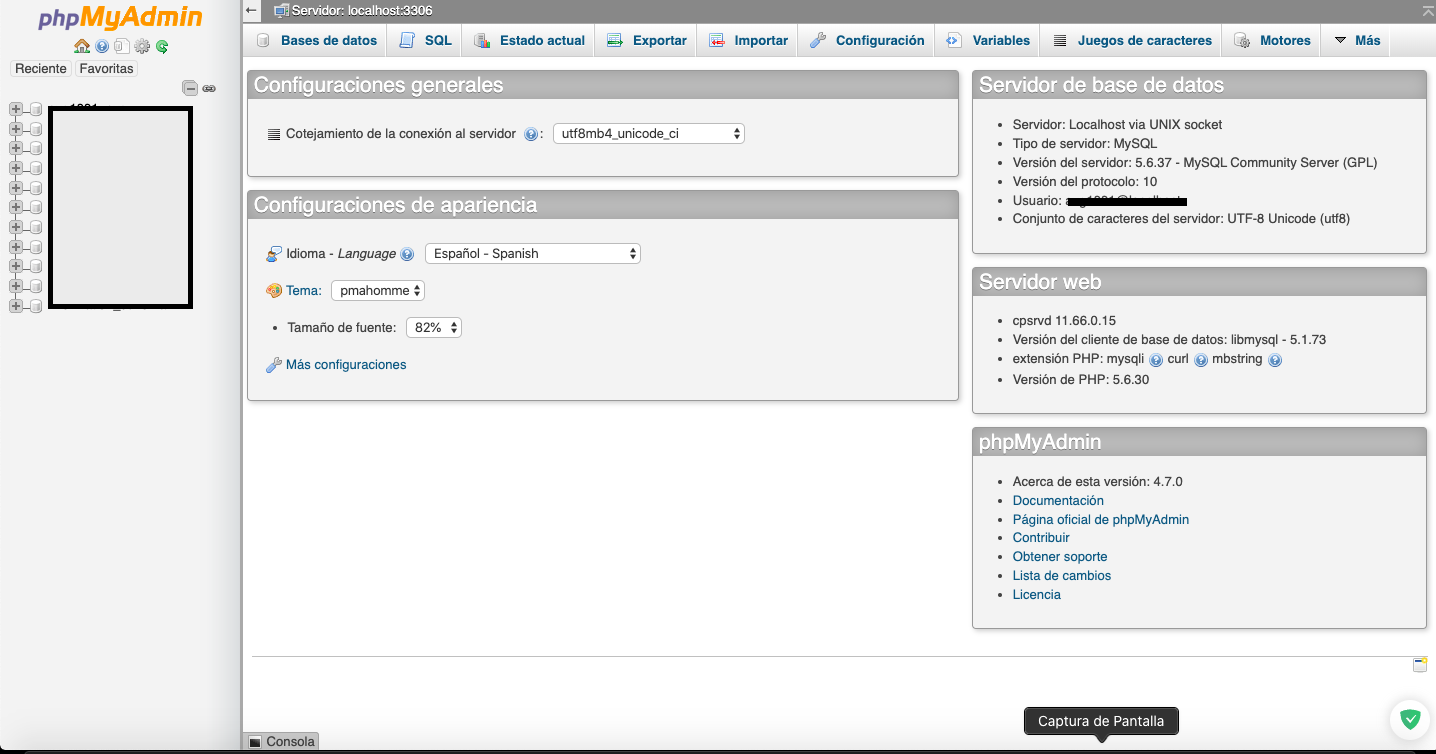 phpMyAdmin
Reciente Favoritas
Servidor: localhost:3306
Bases de datos SQL Estado actual Exportar Importar Configuración Variables Juegos de caracteres Motores Más
Configuraciones generales
Cotejamiento de la conexión al servidor : utf8mb4_unicode_ci
Configuraciones de apariencia
Idioma - Language Español - Spanish
Tema: pmahomme
Tamaño de fuente: 82%
Más configuraciones
Servidor de base de datos
Servidor: Localhost via UNIX socket
Tipo de servidor: MySQL
Versión del servidor: 5.6.37 - MySQL Community Server (GPL)
Versión del protocolo: 10
Usuario:
Conjunto de caracteres del servidor: UTF-8 Unicode (utf8)
Servidor web
cpsrvd 11.66.0.15
Versión del cliente de base de datos: libmysql - 5.1.73
extensión PHP: mysqli curl mbstring
Versión de PHP: 5.6.30
phpMyAdmin
Acerca de esta versión: 4.7.0
Documentación
Página oficial de phpMyAdmin
Contribuir
Obtener soporte
Lista de cambios
Licencia
Captura de Pantalla
Consola